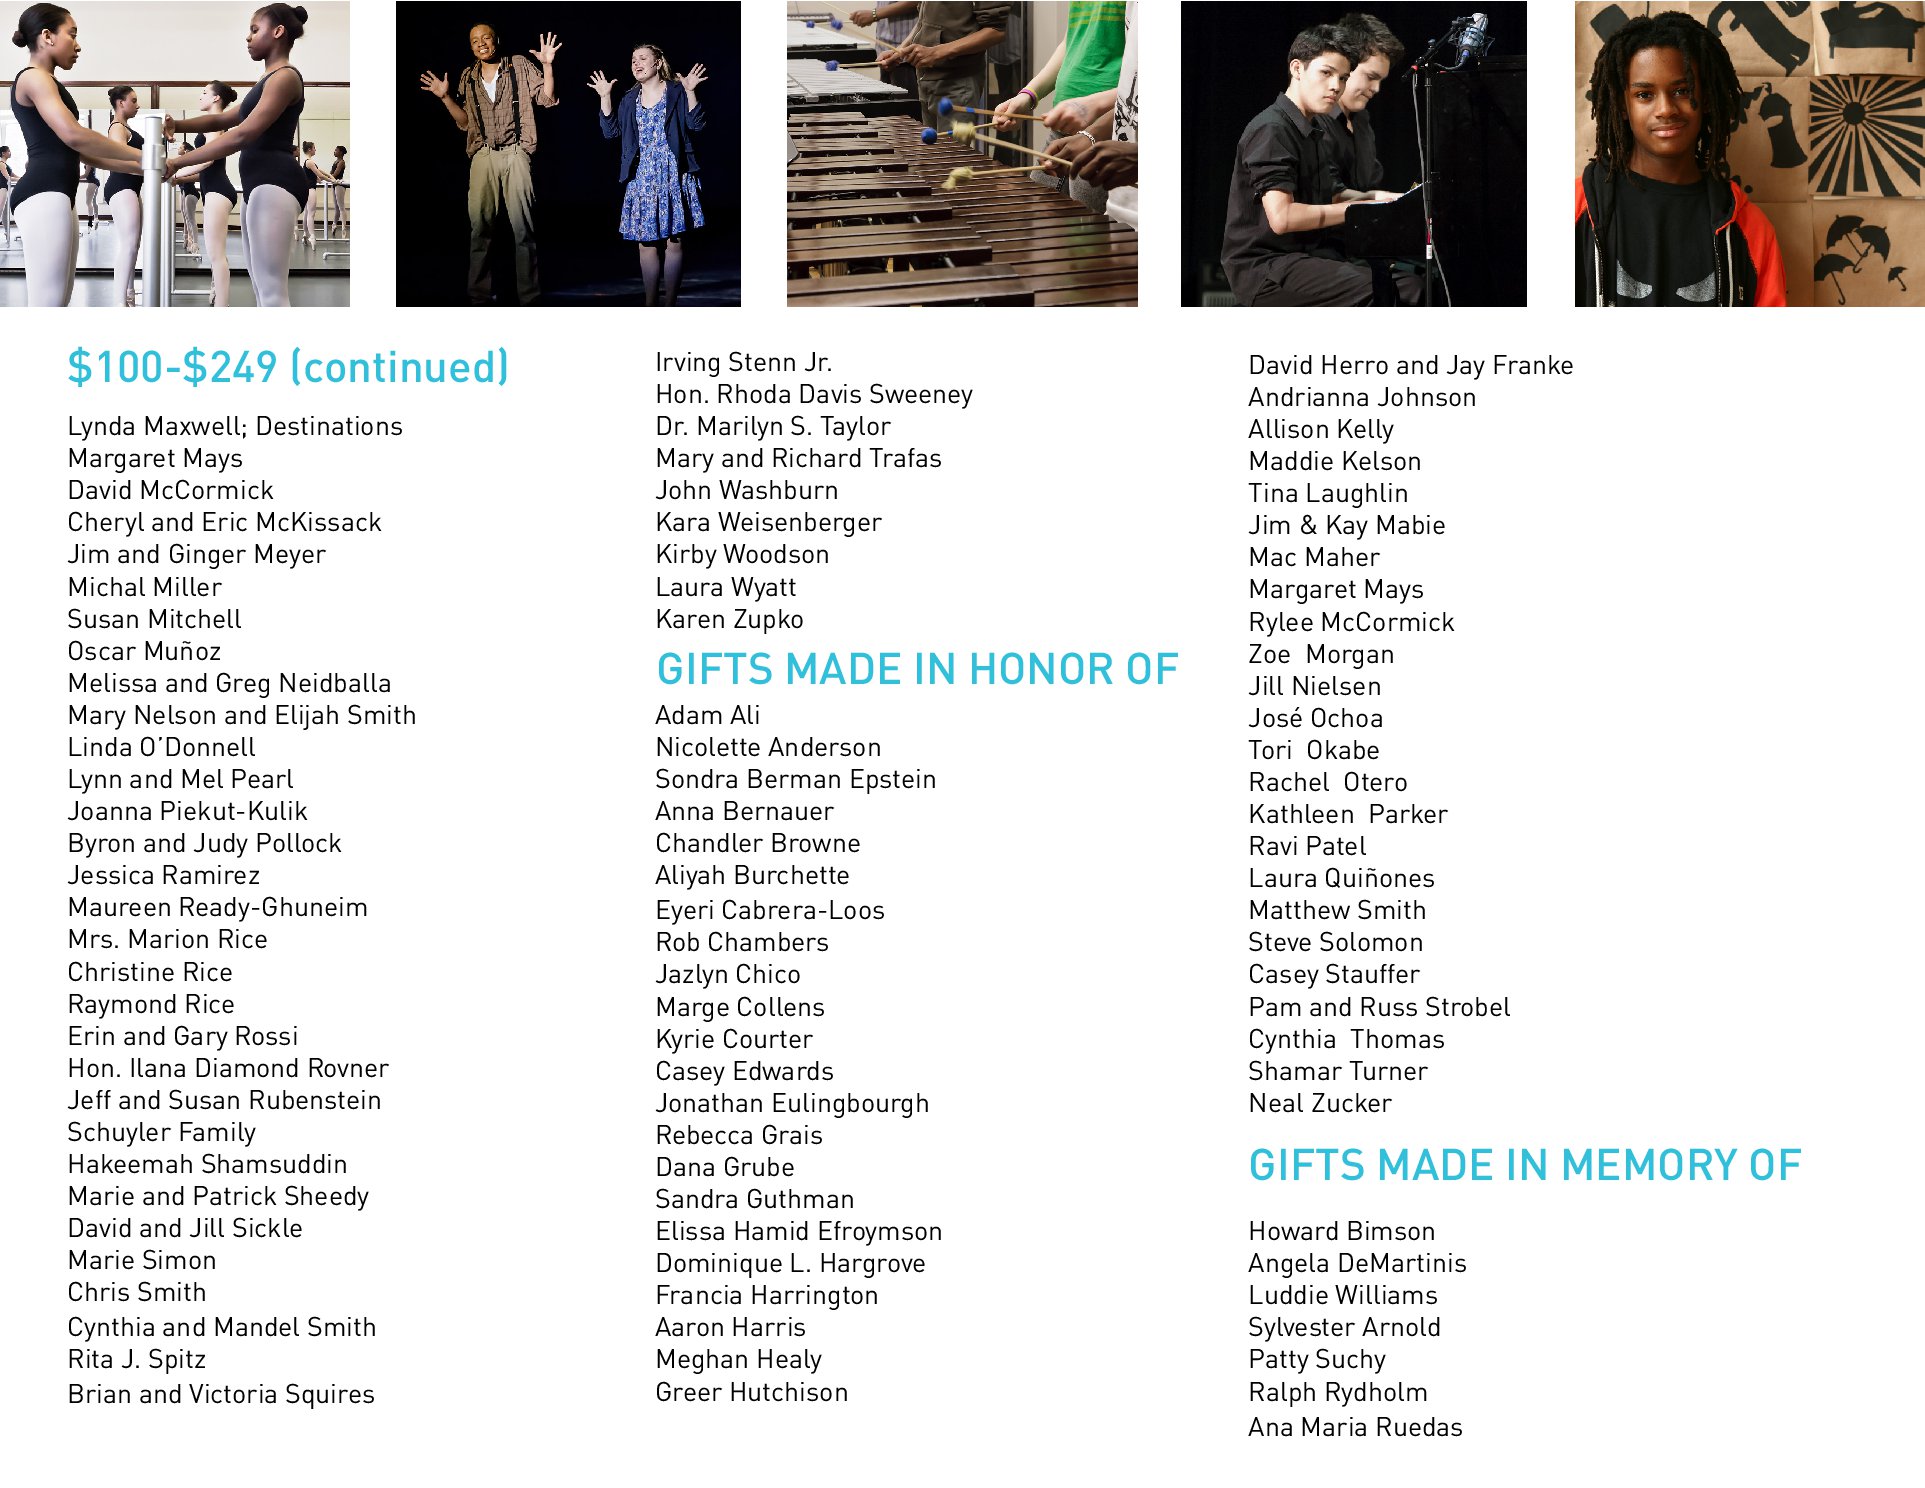 $100-$249 (continued)
Lynda Maxwell; Destinations
Margaret Mays
David McCormick
Cheryl and Eric McKissack
Jim and Ginger Meyer
Michal Miller
Susan Mitchell
Oscar Muñoz
Melissa and Greg Neidballa
Mary Nelson and Elijah Smith
Linda O’Donnell
Lynn and Mel Pearl
Joanna Piekut-Kulik
Byron and Judy Pollock
Jessica Ramirez
Maureen Ready-Ghuneim
Mrs. Marion Rice
Christine Rice
Raymond Rice
Erin and Gary Rossi
Hon. Ilana Diamond Rovner
Jeff and Susan Rubenstein
Schuyler Family
Hakeemah Shamsuddin
Marie and Patrick Sheedy
David and Jill Sickle
Marie Simon
Chris Smith
Cynthia and Mandel Smith
Rita J. Spitz
Brian and Victoria Squires
Irving Stenn Jr.
Hon. Rhoda Davis Sweeney
Dr. Marilyn S. Taylor
Mary and Richard Trafas
John Washburn
Kara Weisenberger
Kirby Woodson
Laura Wyatt
Karen Zupko
GIFTS MADE IN HONOR OF
Adam Ali
Nicolette Anderson
Sondra Berman Epstein
Anna Bernauer
Chandler Browne
Aliyah Burchette
Eyeri Cabrera-Loos
Rob Chambers
Jazlyn Chico
Marge Collens
Kyrie Courter
Casey Edwards
Jonathan Eulingbourgh
Rebecca Grais
Dana Grube
Sandra Guthman
Elissa Hamid Efroymson
Dominique L. Hargrove
Francia Harrington
Aaron Harris
Meghan Healy
Greer Hutchison
David Herro and Jay Franke
Andrianna Johnson
Allison Kelly
Maddie Kelson
Tina Laughlin
Jim & Kay Mabie
Mac Maher
Margaret Mays
Rylee McCormick
Zoe  Morgan
Jill Nielsen
José Ochoa
Tori  Okabe
Rachel  Otero
Kathleen  Parker
Ravi Patel
Laura Quiñones
Matthew Smith
Steve Solomon
Casey Stauffer
Pam and Russ Strobel
Cynthia  Thomas
Shamar Turner
Neal Zucker
GIFTS MADE IN MEMORY OF
Howard Bimson
Angela DeMartinis
Luddie Williams
Sylvester Arnold
Patty Suchy
Ralph Rydholm
Ana Maria Ruedas